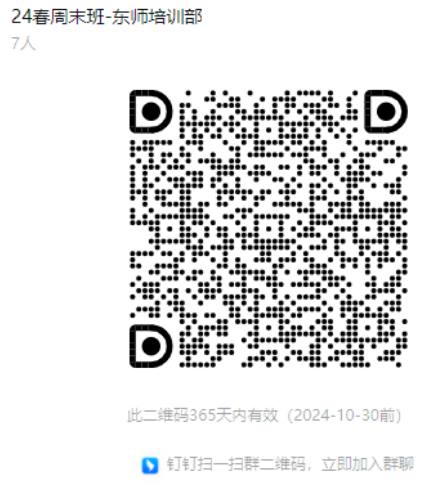 24春周末班-东师培训部
7人
此二维码365天内有效（2024-10-30前）
钉钉扫一扫群二维码，立即加入群聊